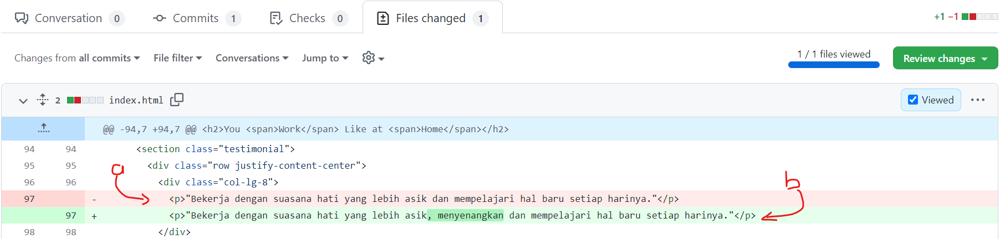 Conversation 0 Commits 1 Checks 0 Files changed 1 +1 −1
Changes from all commits File filter Conversations Jump to 1 / 1 files viewed Review changes
2 index.html Viewed
@@ -94,7 +94,7 @@ <h2>You <span>Work</span> Like at <span>Home</span></h2>
94 94 <section class="testimonial">
95 95 <div class="row justify-content-center">
a
96 96 <div class="col-lg-8">
b
97 - <p>"Bekerja dengan suasana hati yang lebih asik dan mempelajari hal baru setiap harinya."</p>
97 + <p>"Bekerja dengan suasana hati yang lebih asik, menyenangkan dan mempelajari hal baru setiap harinya."</p>
98 98 </div>